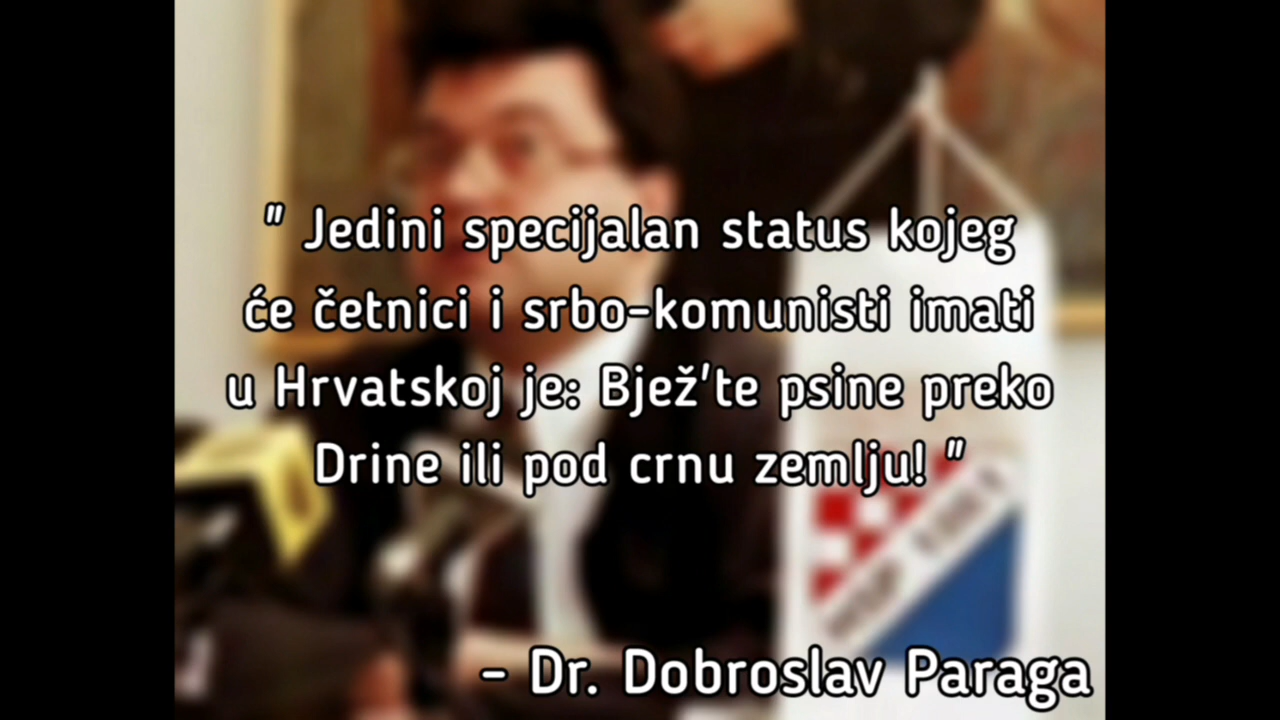 " Jedini specijalan status kojeg
će četnici i srbo-komunisti imati
u Hrvatskoj je: Bjež'te psine preko
Drine ili pod crnu zemlju! "
- Dr. Dobroslav Paraga